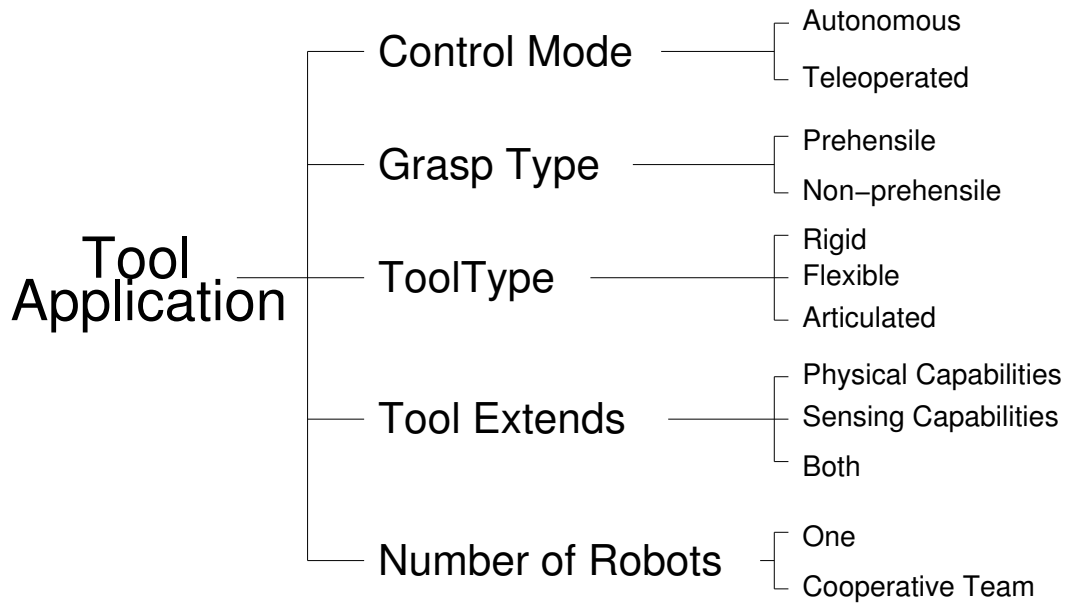 Tool
Application
Control Mode
Autonomous
Teleoperated
Grasp Type
Prehensile
Non−prehensile
ToolType
Rigid
Flexible
Articulated
Tool Extends
Physical Capabilities
Sensing Capabilities
Both
Number of Robots
One
Cooperative Team